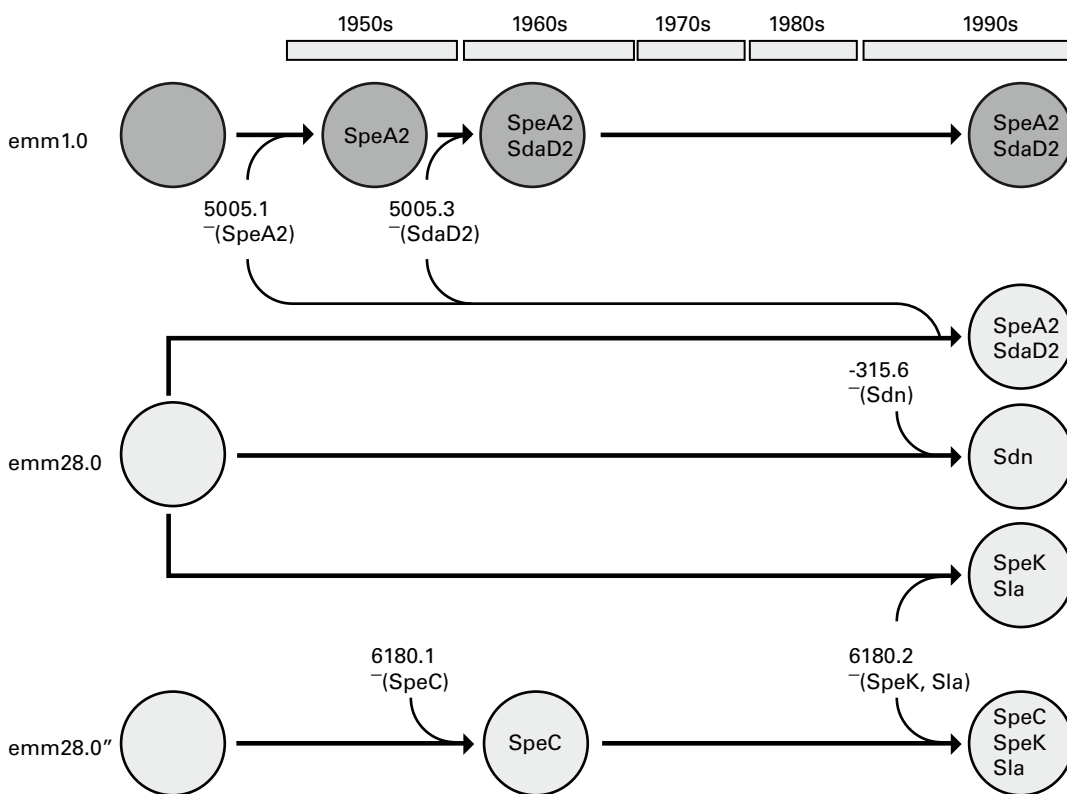 1950s 1960s 1970s 1980s 1990s
emm1.0
SpeA2
SpeA2
SdaD2
SpeA2
SdaD2
5005.1
¯(SpeA2)
5005.3
¯(SdaD2)
SpeA2
SdaD2
-315.6
¯(Sdn)
emm28.0
Sdn
SpeK
Sla
6180.1
¯(SpeC)
6180.2
¯(SpeK, Sla)
emm28.0”
SpeC
SpeC
SpeK
Sla